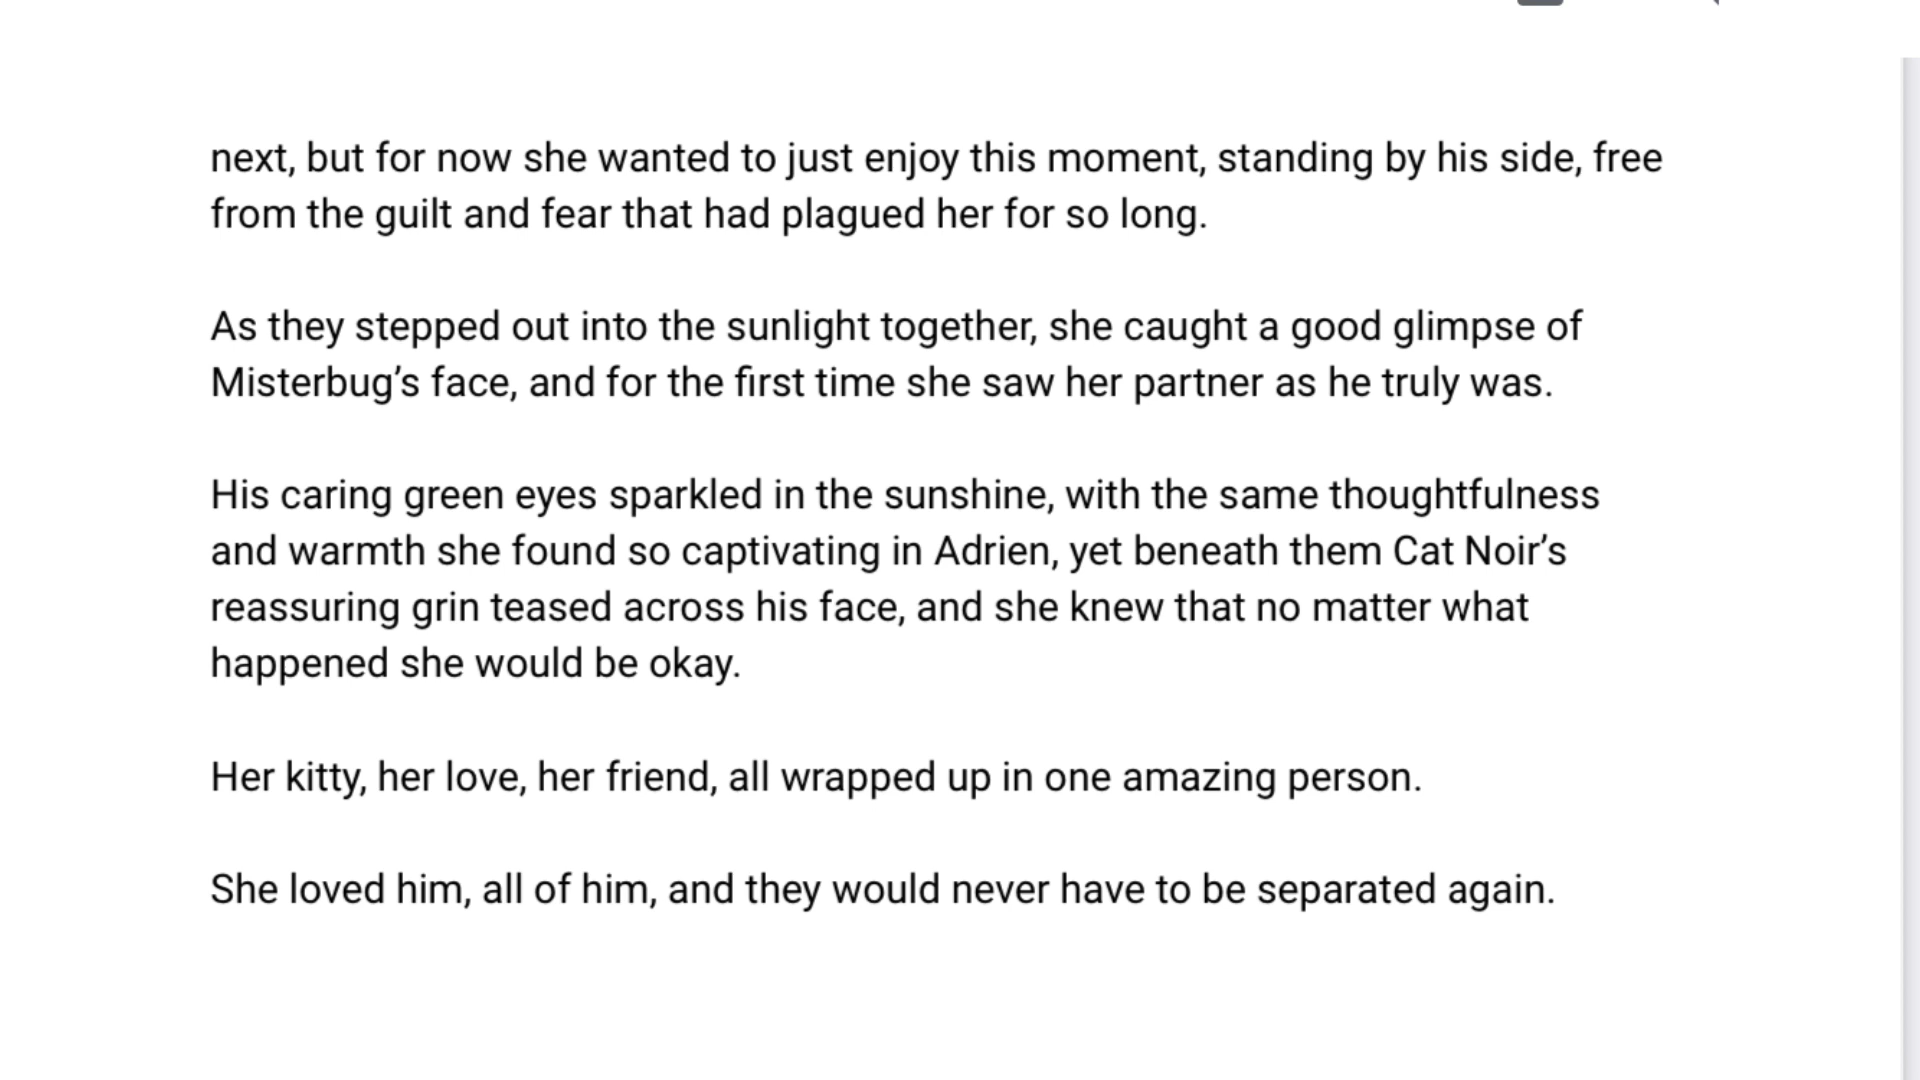 next, but for now she wanted to just enjoy this moment, standing by his side, free
from the guilt and fear that had plagued her for so long.
As they stepped out into the sunlight together, she caught a good glimpse of
Misterbug’s face, and for the first time she saw her partner as he truly was.
His caring green eyes sparkled in the sunshine, with the same thoughtfulness
and warmth she found so captivating in Adrien, yet beneath them Cat Noir’s
reassuring grin teased across his face, and she knew that no matter what
happened she would be okay.
Her kitty, her love, her friend, all wrapped up in one amazing person.
She loved him, all of him, and they would never have to be separated again.